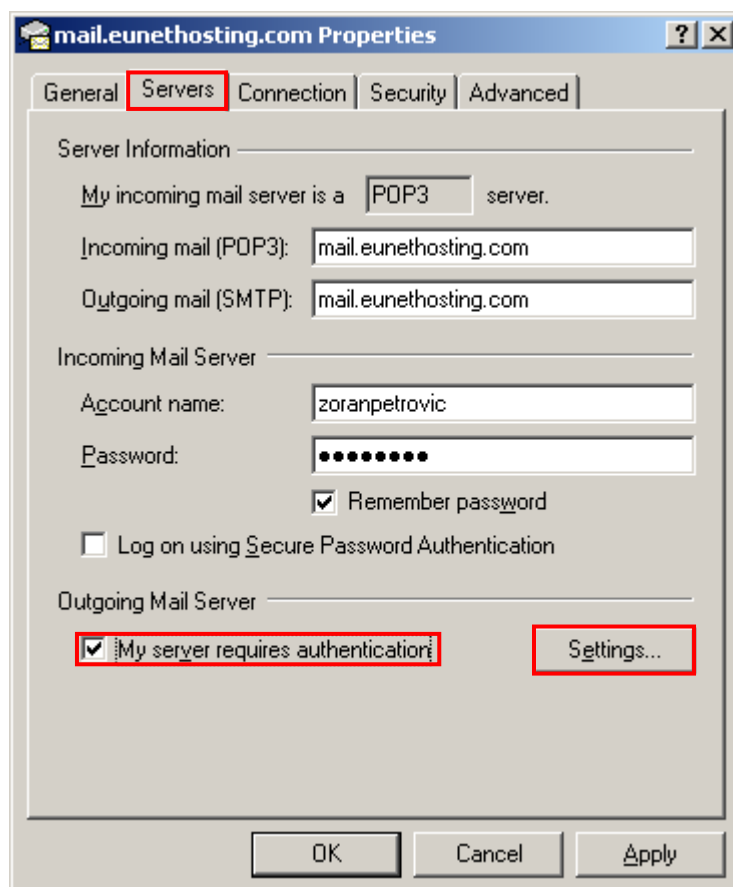 mail.eunethosting.com Properties
General Servers Connection Security Advanced
Server Information
My incoming mail server is a POP3 server.
Incoming mail (POP3): mail.eunethosting.com
Outgoing mail (SMTP): mail.eunethosting.com
Incoming Mail Server
Account name: zoranpetrovic
Password: ●●●●●●●●
Remember password
Log on using Secure Password Authentication
Outgoing Mail Server
My server requires authentication Settings...
OK Cancel Apply